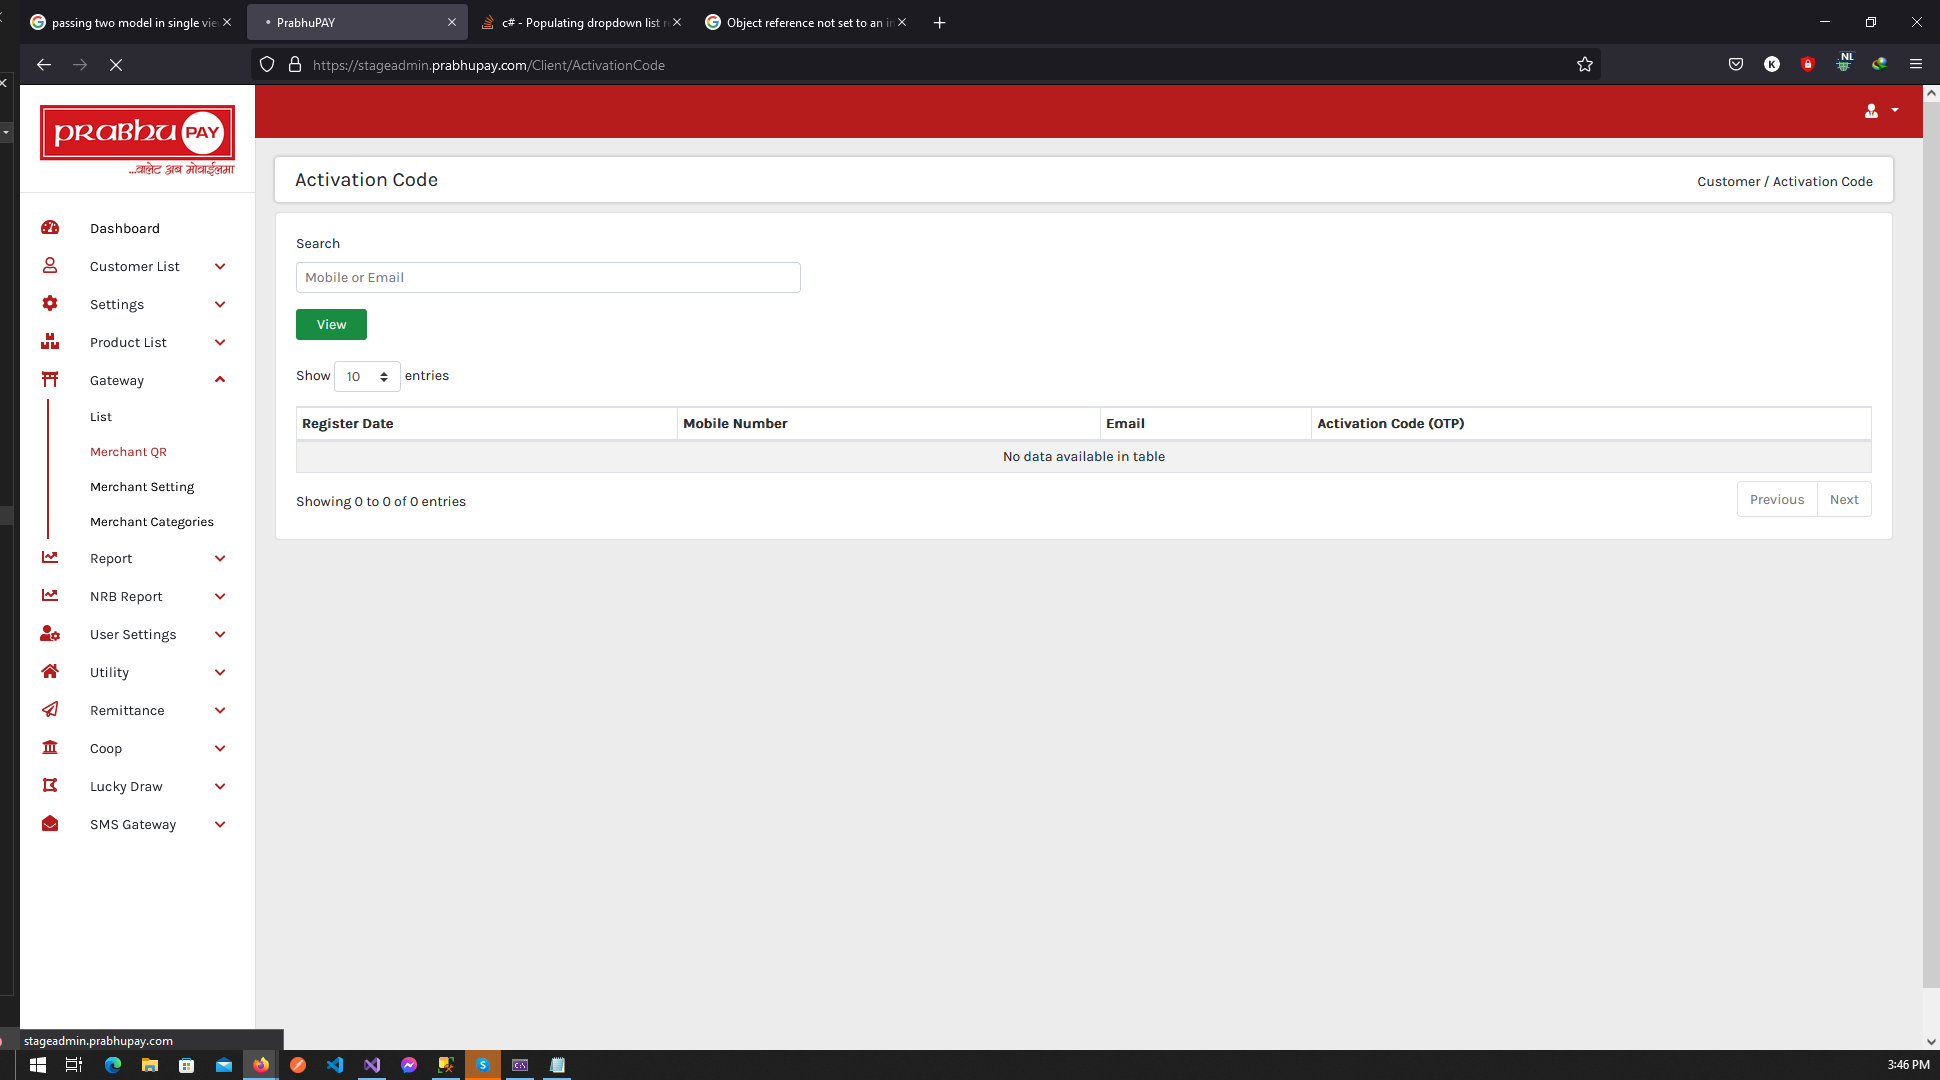 passing two model in single vie
PrabhuPAY
c# - Populating dropdown list r
Object reference not set to an in
https://stageadmin.prabhupay.com/Client/ActivationCode
K
NL
PRABHU PAY
...वालेट अब मोबाईलमा
Activation Code
Customer / Activation Code
Dashboard
Customer List
Settings
Product List
Gateway
List
Merchant QR
Merchant Setting
Merchant Categories
Report
NRB Report
User Settings
Utility
Remittance
Coop
Lucky Draw
SMS Gateway
Search
Mobile or Email
View
Show 10 entries
Register Date Mobile Number Email Activation Code (OTP)
No data available in table
Showing 0 to 0 of 0 entries
Previous Next
stageadmin.prabhupay.com
3:46 PM